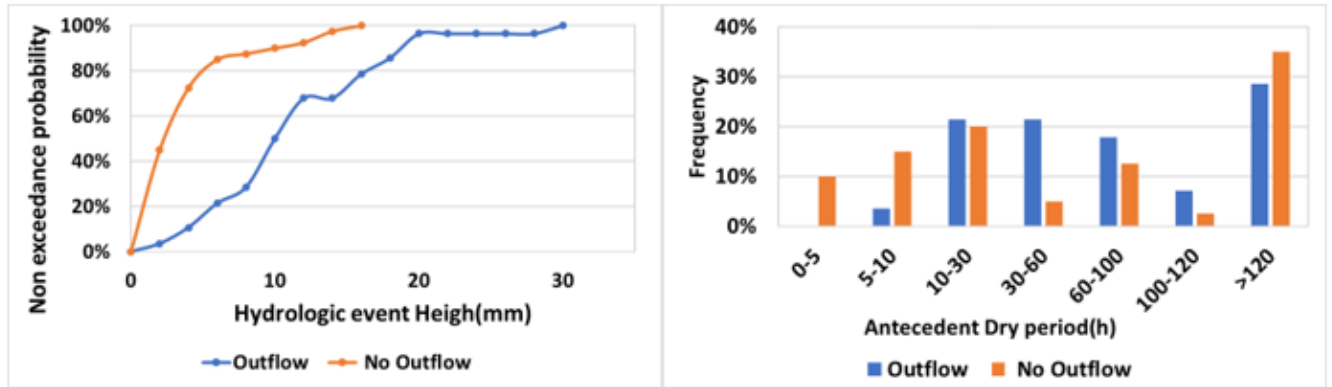 Non exceedance probability
100%
80%
60%
40%
20%
0%
0
10
20
30
Hydrologic event Heigh(mm)
Outflow
No Outflow
Frequency
40%
30%
20%
10%
0%
0-5
5-10
10-30
30-60
60-100
100-120
>120
Antecedent Dry period(h)
Outflow
No Outflow